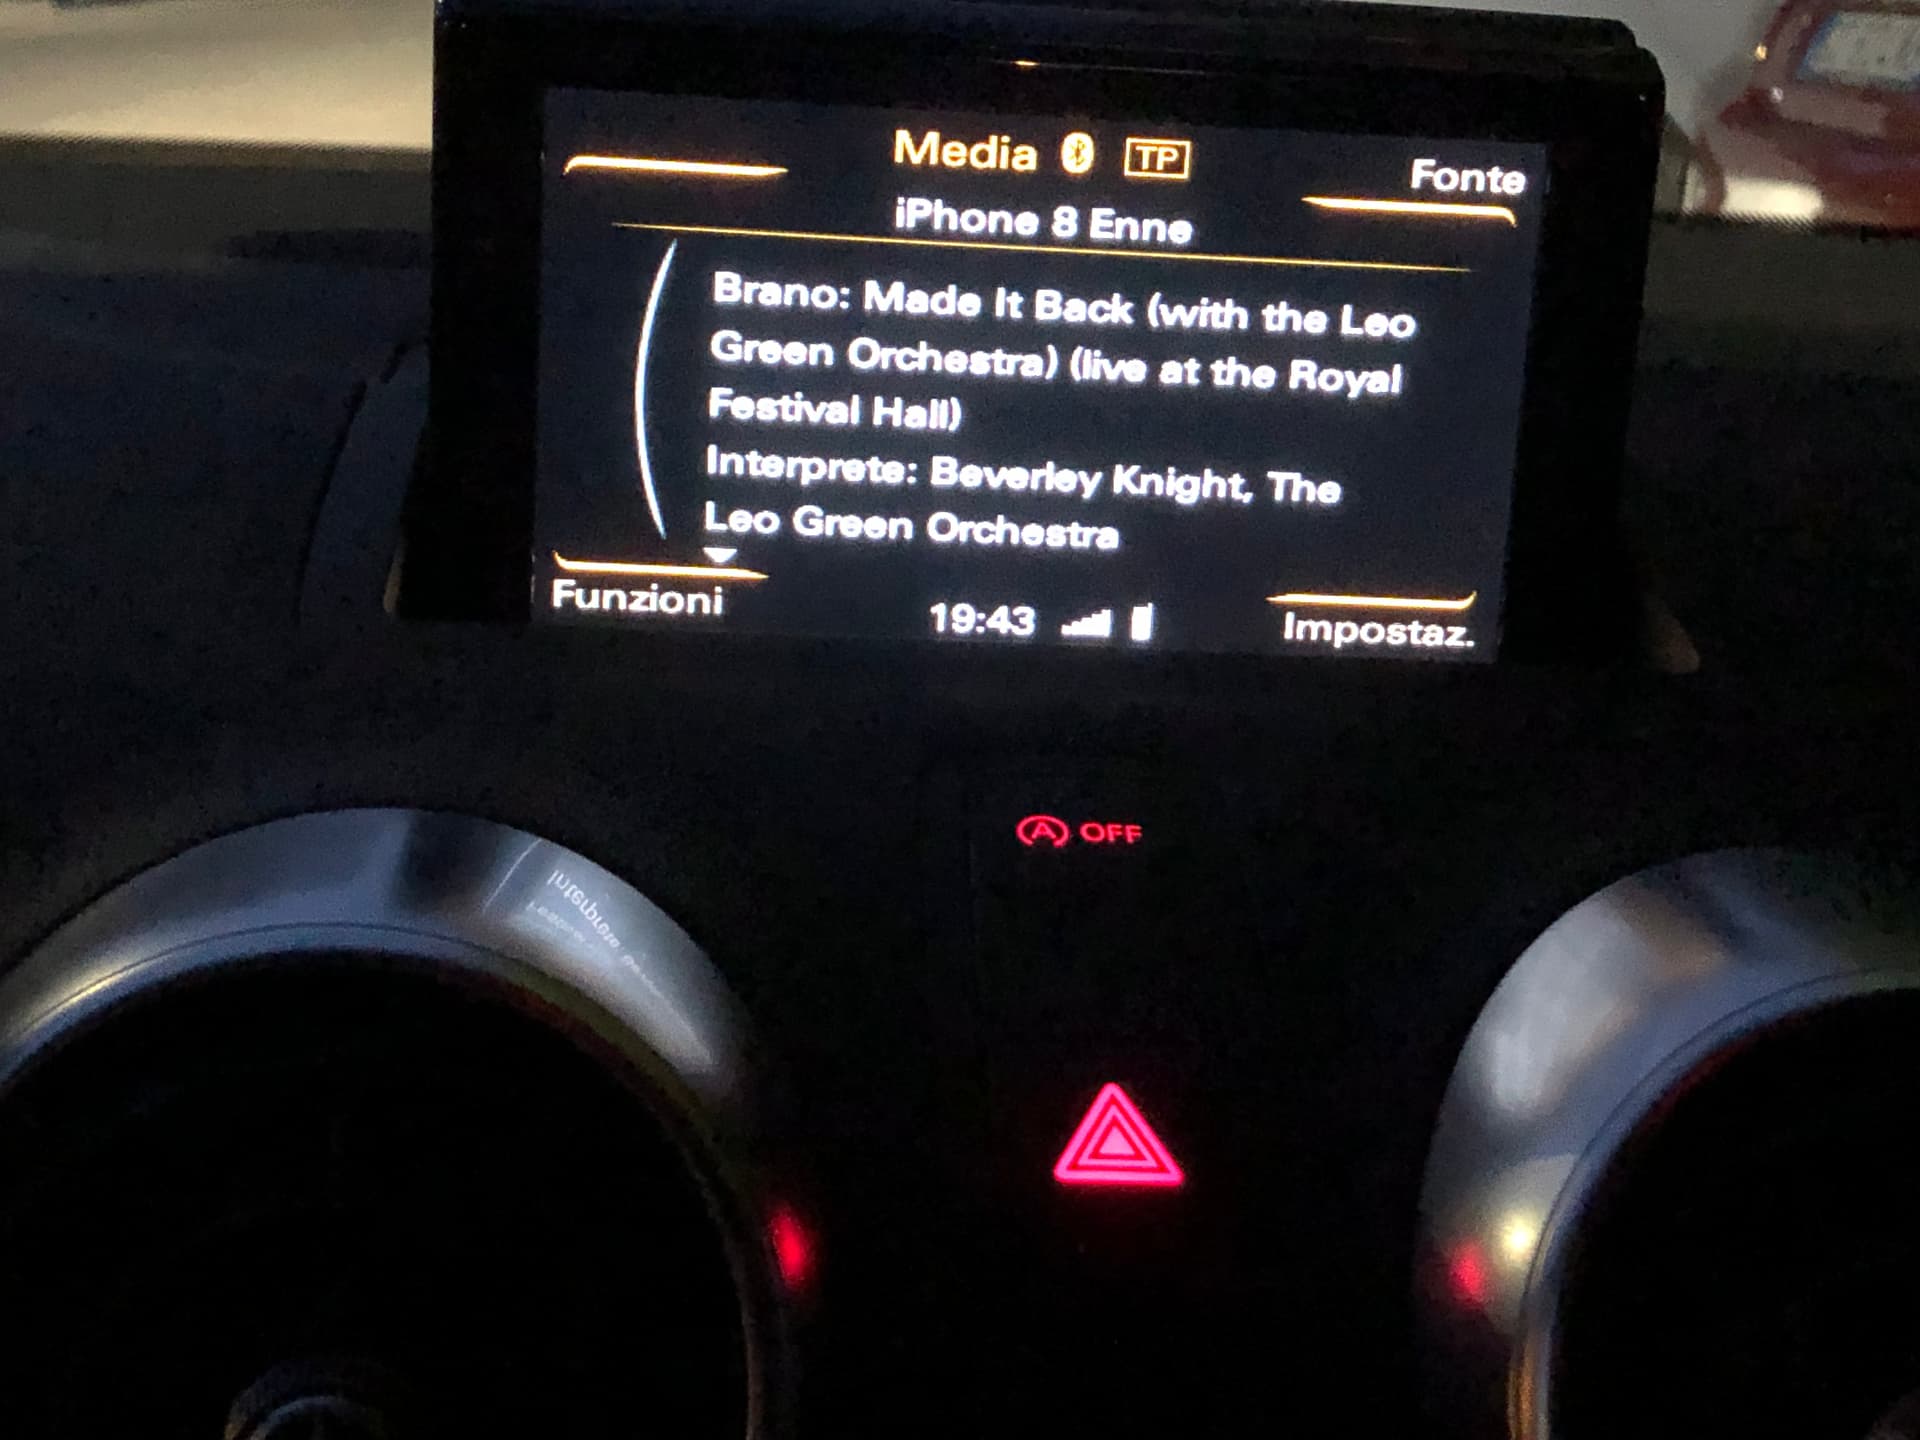 Media TP
Fonte
iPhone 8 Enne
Brano: Made It Back (with the Leo
Green Orchestra) (live at the Royal
Festival Hall)
Interprete: Beverley Knight, The
Leo Green Orchestra
Funzioni
19:43
Impostaz.
A OFF